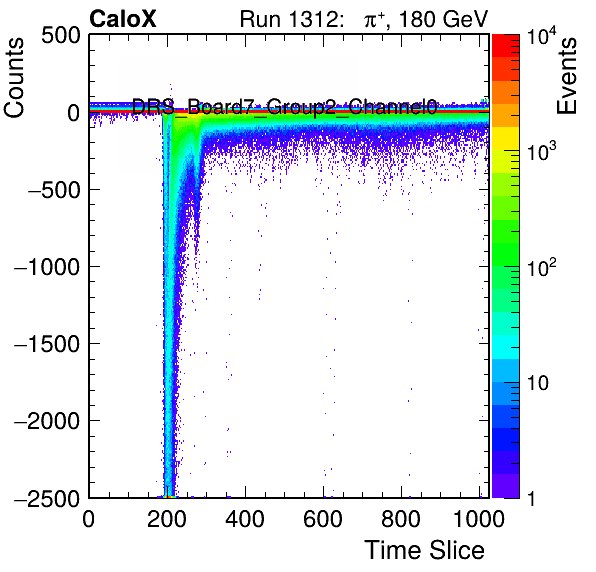 CaloX Run 1312: π⁺, 180 GeV
Counts
Events
DRS_Board7_Group2_Channel0
500
0
−500
−1000
−1500
−2000
−2500
0 200 400 600 800 1000
Time Slice
10⁴
10³
10²
10
1